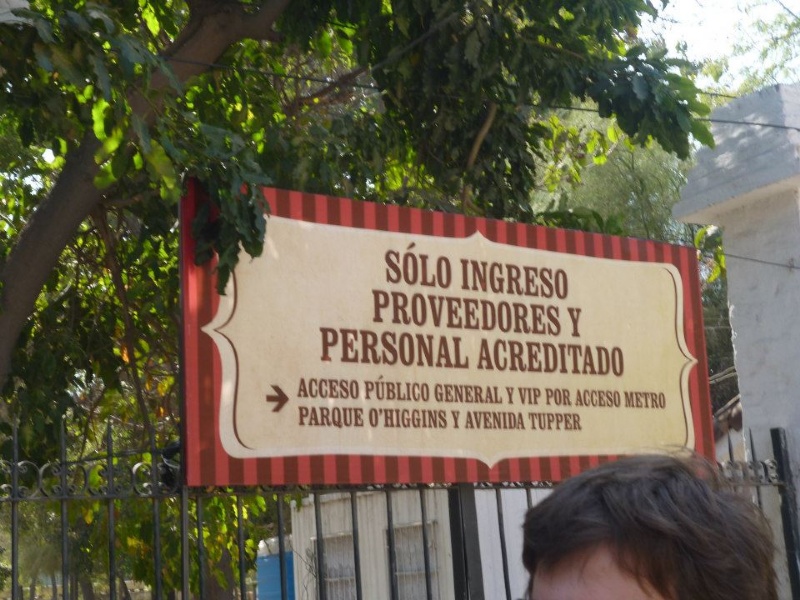 SÓLO INGRESO
PROVEEDORES Y
PERSONAL ACREDITADO
ACCESO PÚBLICO GENERAL Y VIP POR ACCESO METRO
PARQUE O'HIGGINS Y AVENIDA TUPPER